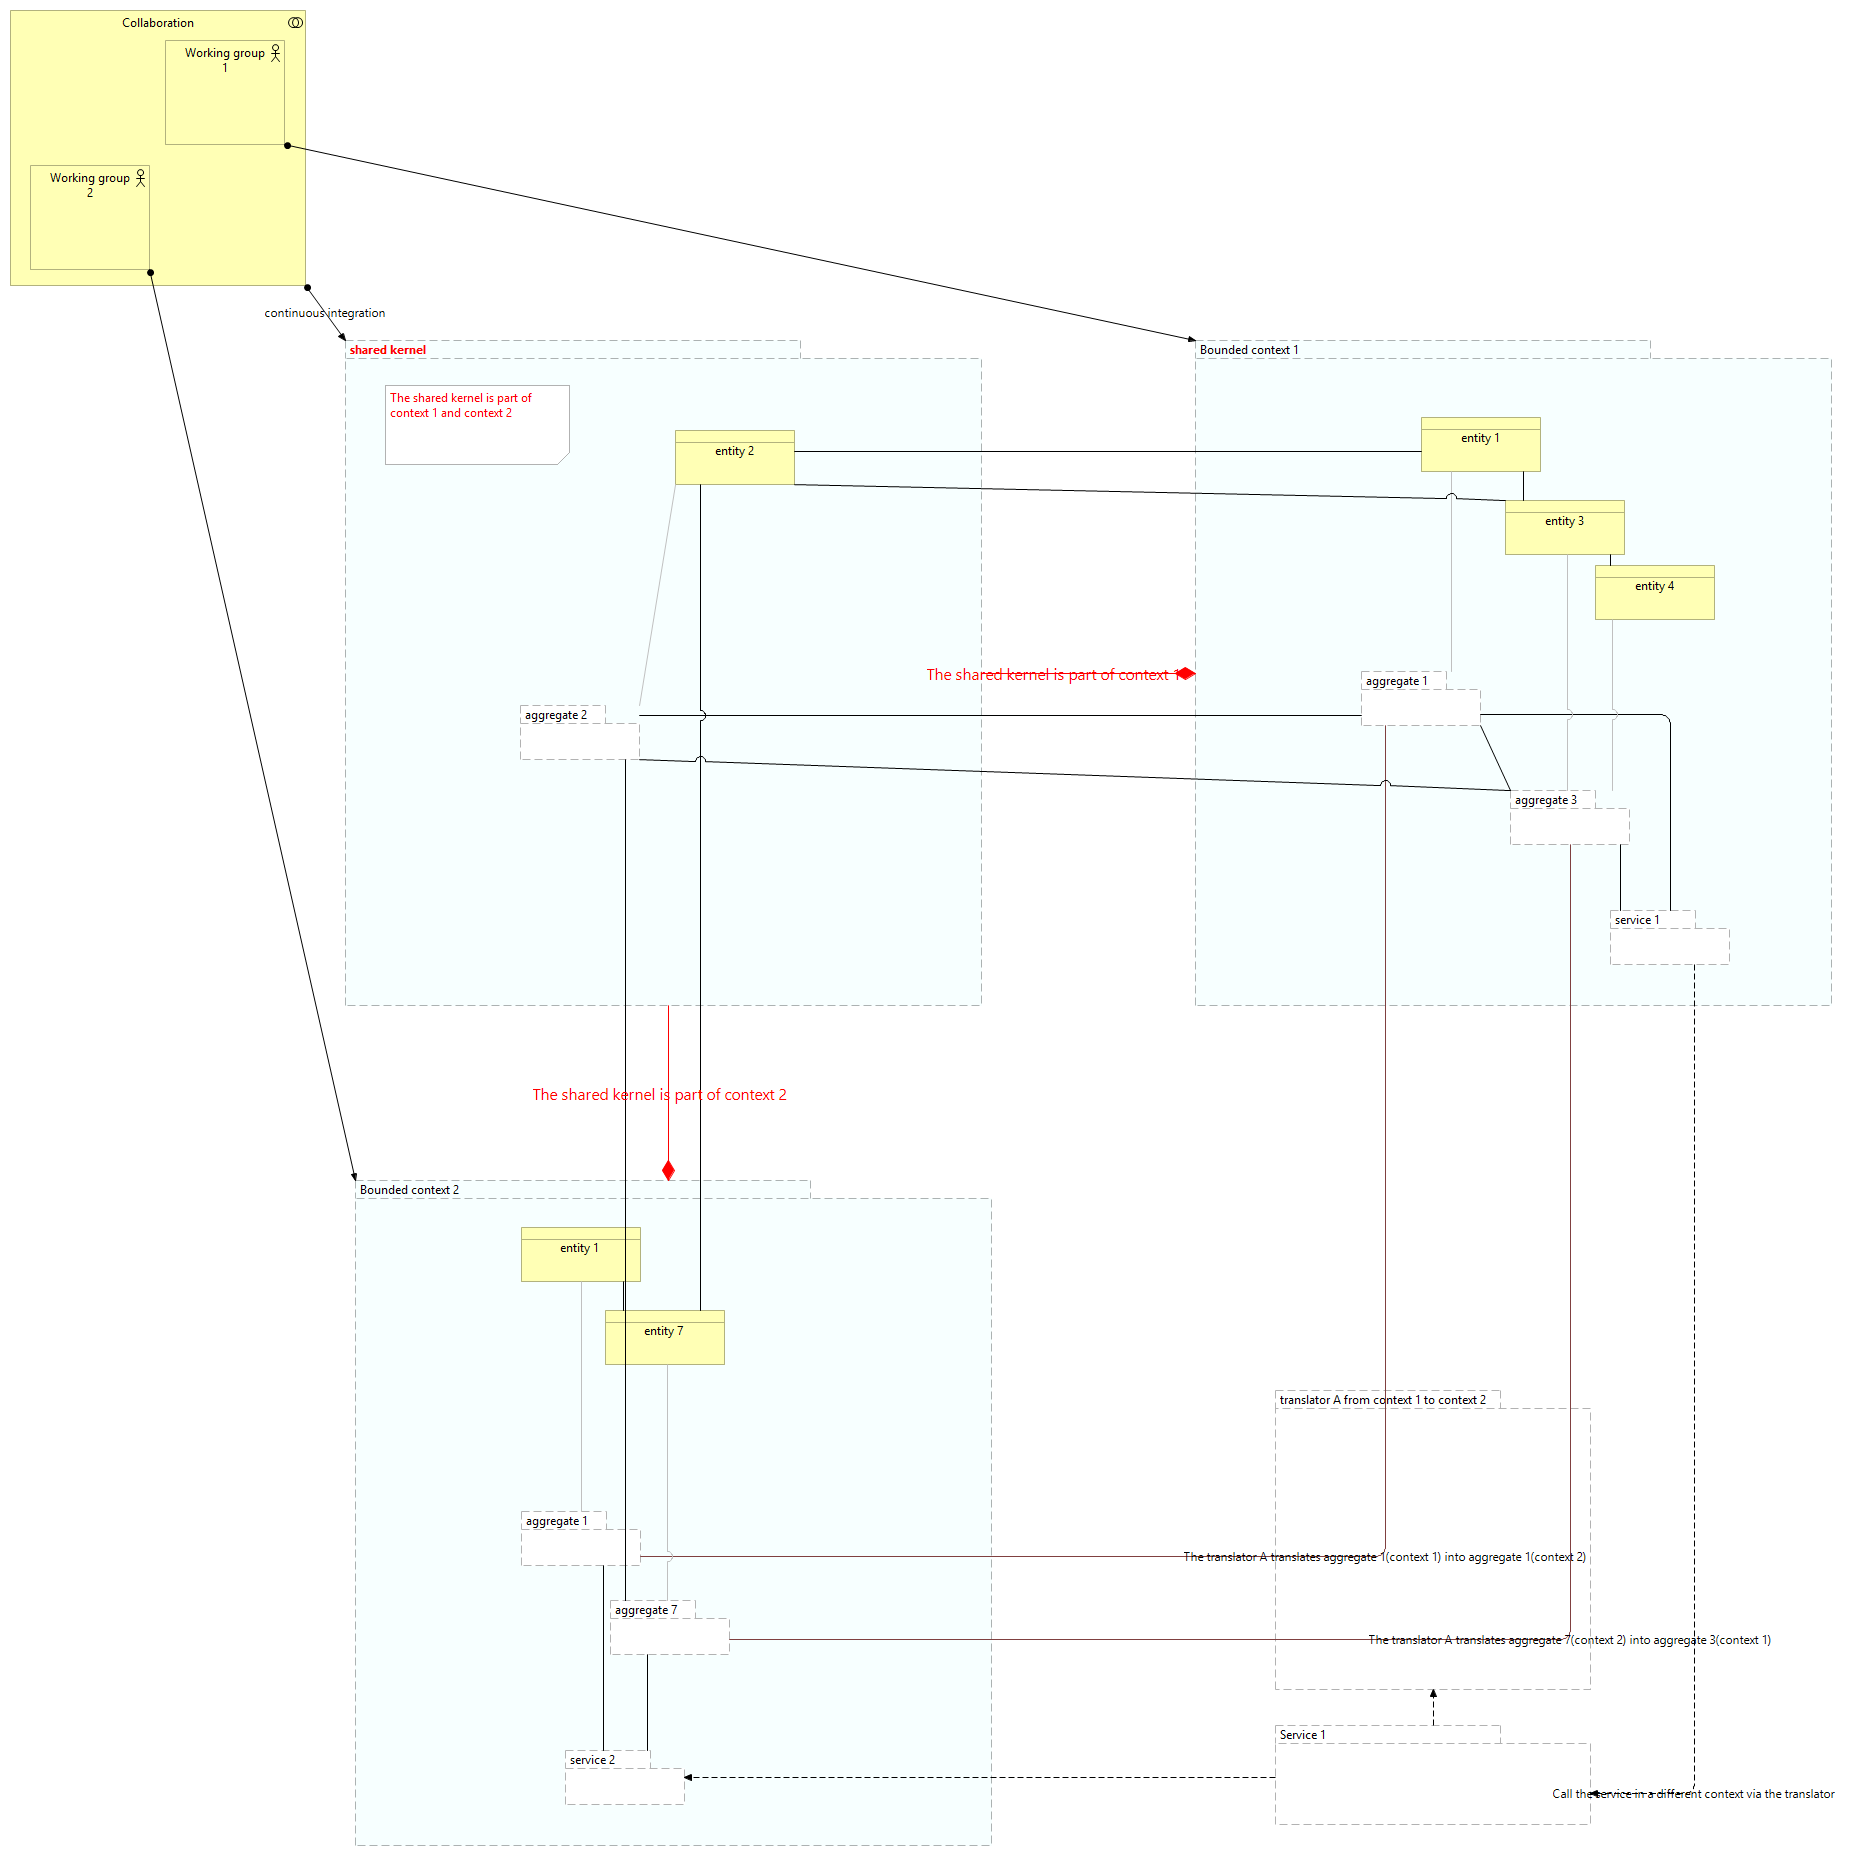 Collaboration
Working group
1
Working group
2
continuous integration
shared kernel
Bounded context 1
The shared kernel is part of
context 1 and context 2
entity 2
entity 1
entity 3
entity 4
The shared kernel is part of context 1
aggregate 1
aggregate 2
aggregate 3
service 1
The shared kernel is part of context 2
Bounded context 2
entity 1
entity 7
translator A from context 1 to context 2
aggregate 1
The translator A translates aggregate 1(context 1) into aggregate 1(context 2)
aggregate 7
The translator A translates aggregate 7(context 2) into aggregate 3(context 1)
Service 1
service 2
Call the service in a different context via the translator